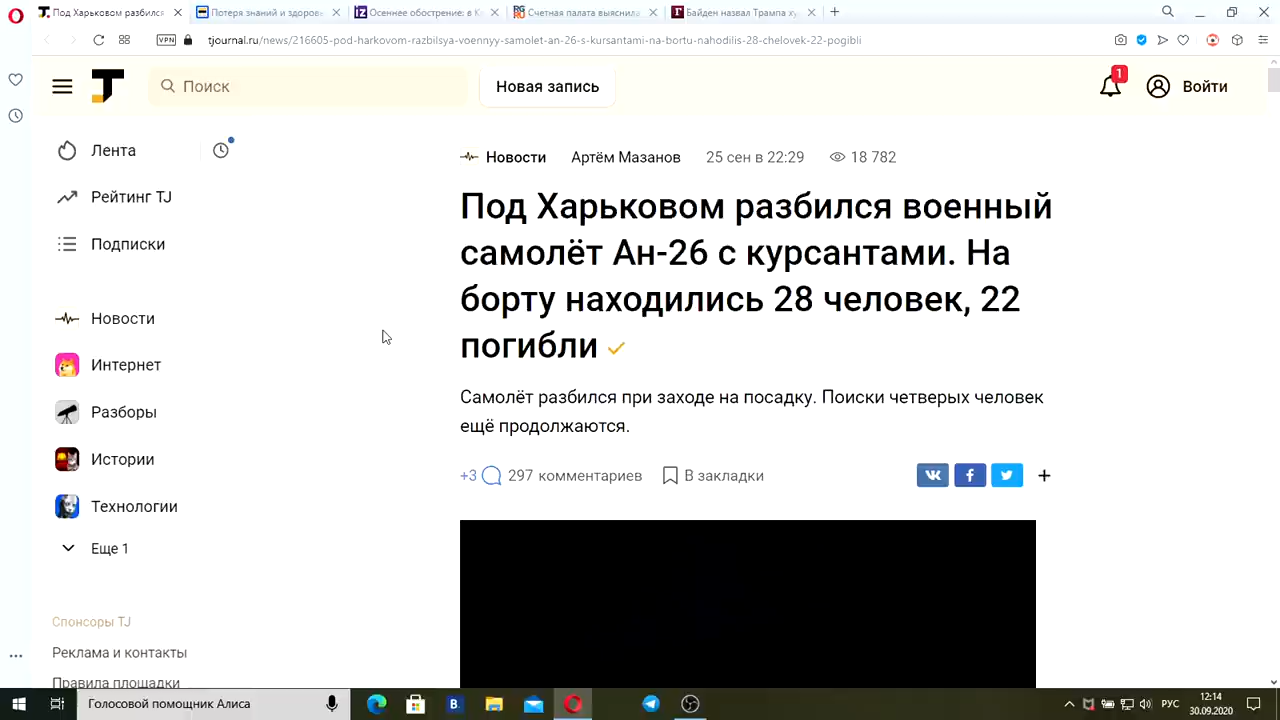 Под Харьковом разбился
Потеря знаний и здоровь
Осеннее обострение: в К
Счетная палата выяснила
Байден назвал Трампа ху
VPN
tjournal.ru/news/216605-pod-harkovom-razbilsya-voennyy-samolet-an-26-s-kursantami-na-bortu-nahodilis-28-chelovek-22-pogibli
Поиск
Новая запись
1
Войти
Лента
Рейтинг TJ
Подписки
Новости
Интернет
Разборы
Истории
Технологии
Еще 1
Спонсоры TJ
Реклама и контакты
Правила площадки
Новости Артём Мазанов 25 сен в 22:29 18 782
Под Харьковом разбился военный
самолёт Ан-26 с курсантами. На
борту находились 28 человек, 22
погибли
Самолёт разбился при заходе на посадку. Поиски четверых человек
ещё продолжаются.
+3 297 комментариев В закладки
Голосовой помощник Алиса
РУС
12:14
30.09.2020